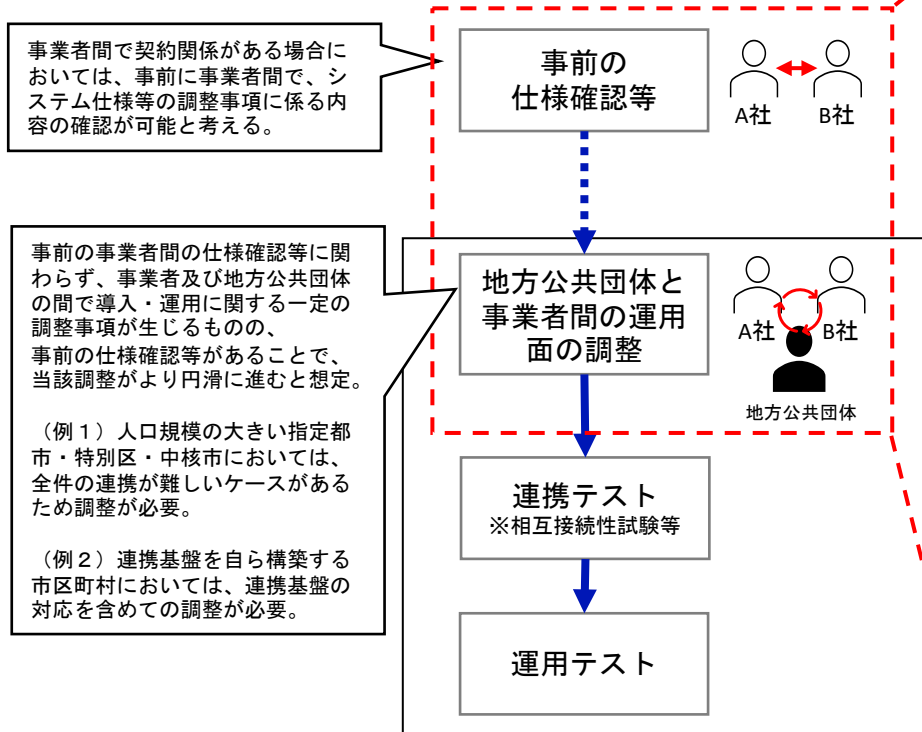 事業者間で契約関係がある場合に
おいては、事前に事業者間で、シ
ステム仕様等の調整事項に係る内
容の確認が可能と考える。
事前の
仕様確認等
A社
B社
事前の事業者間の仕様確認等に関
わらず、事業者及び地方公共団体
の間で導入・運用に関する一定の
調整事項が生じるものの、
事前の仕様確認等があることで、
当該調整がより円滑に進むと想定。
（例１）人口規模の大きい指定都
市・特別区・中核市においては、
全件の連携が難しいケースがある
ため調整が必要。
（例２）連携基盤を自ら構築する
市区町村においては、連携基盤の
対応を含めての調整が必要。
地方公共団体と
事業者間の運用
面の調整
A社
B社
地方公共団体
連携テスト
※相互接続性試験等
運用テスト